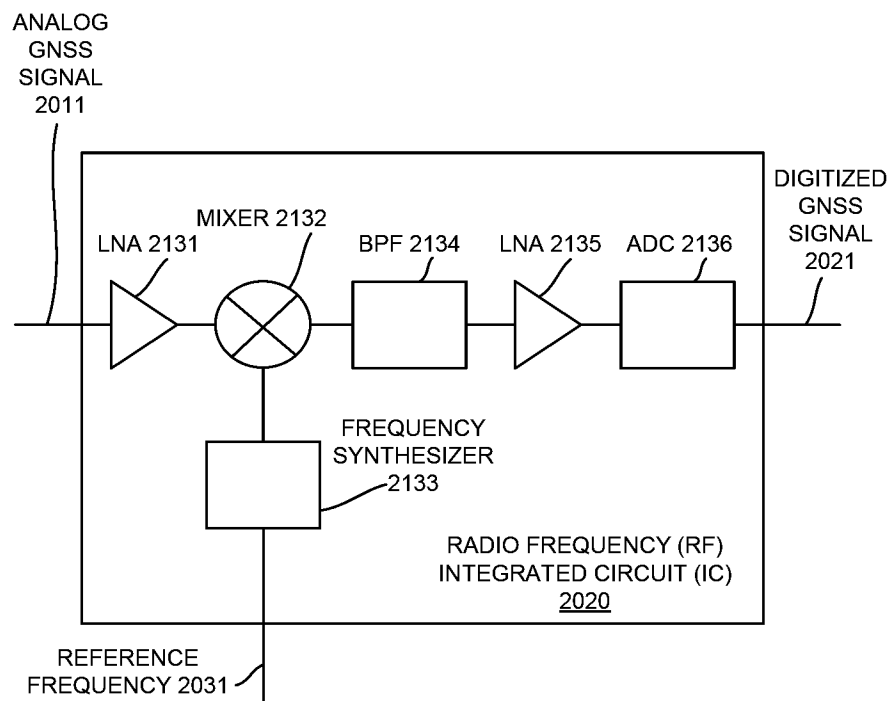 ANALOG
GNSS
SIGNAL
2011
DIGITIZED
GNSS
SIGNAL
2021
MIXER 2132
LNA 2131
BPF 2134
LNA 2135
ADC 2136
FREQUENCY
SYNTHESIZER
2133
RADIO FREQUENCY (RF)
INTEGRATED CIRCUIT (IC)
2020
REFERENCE
FREQUENCY 2031